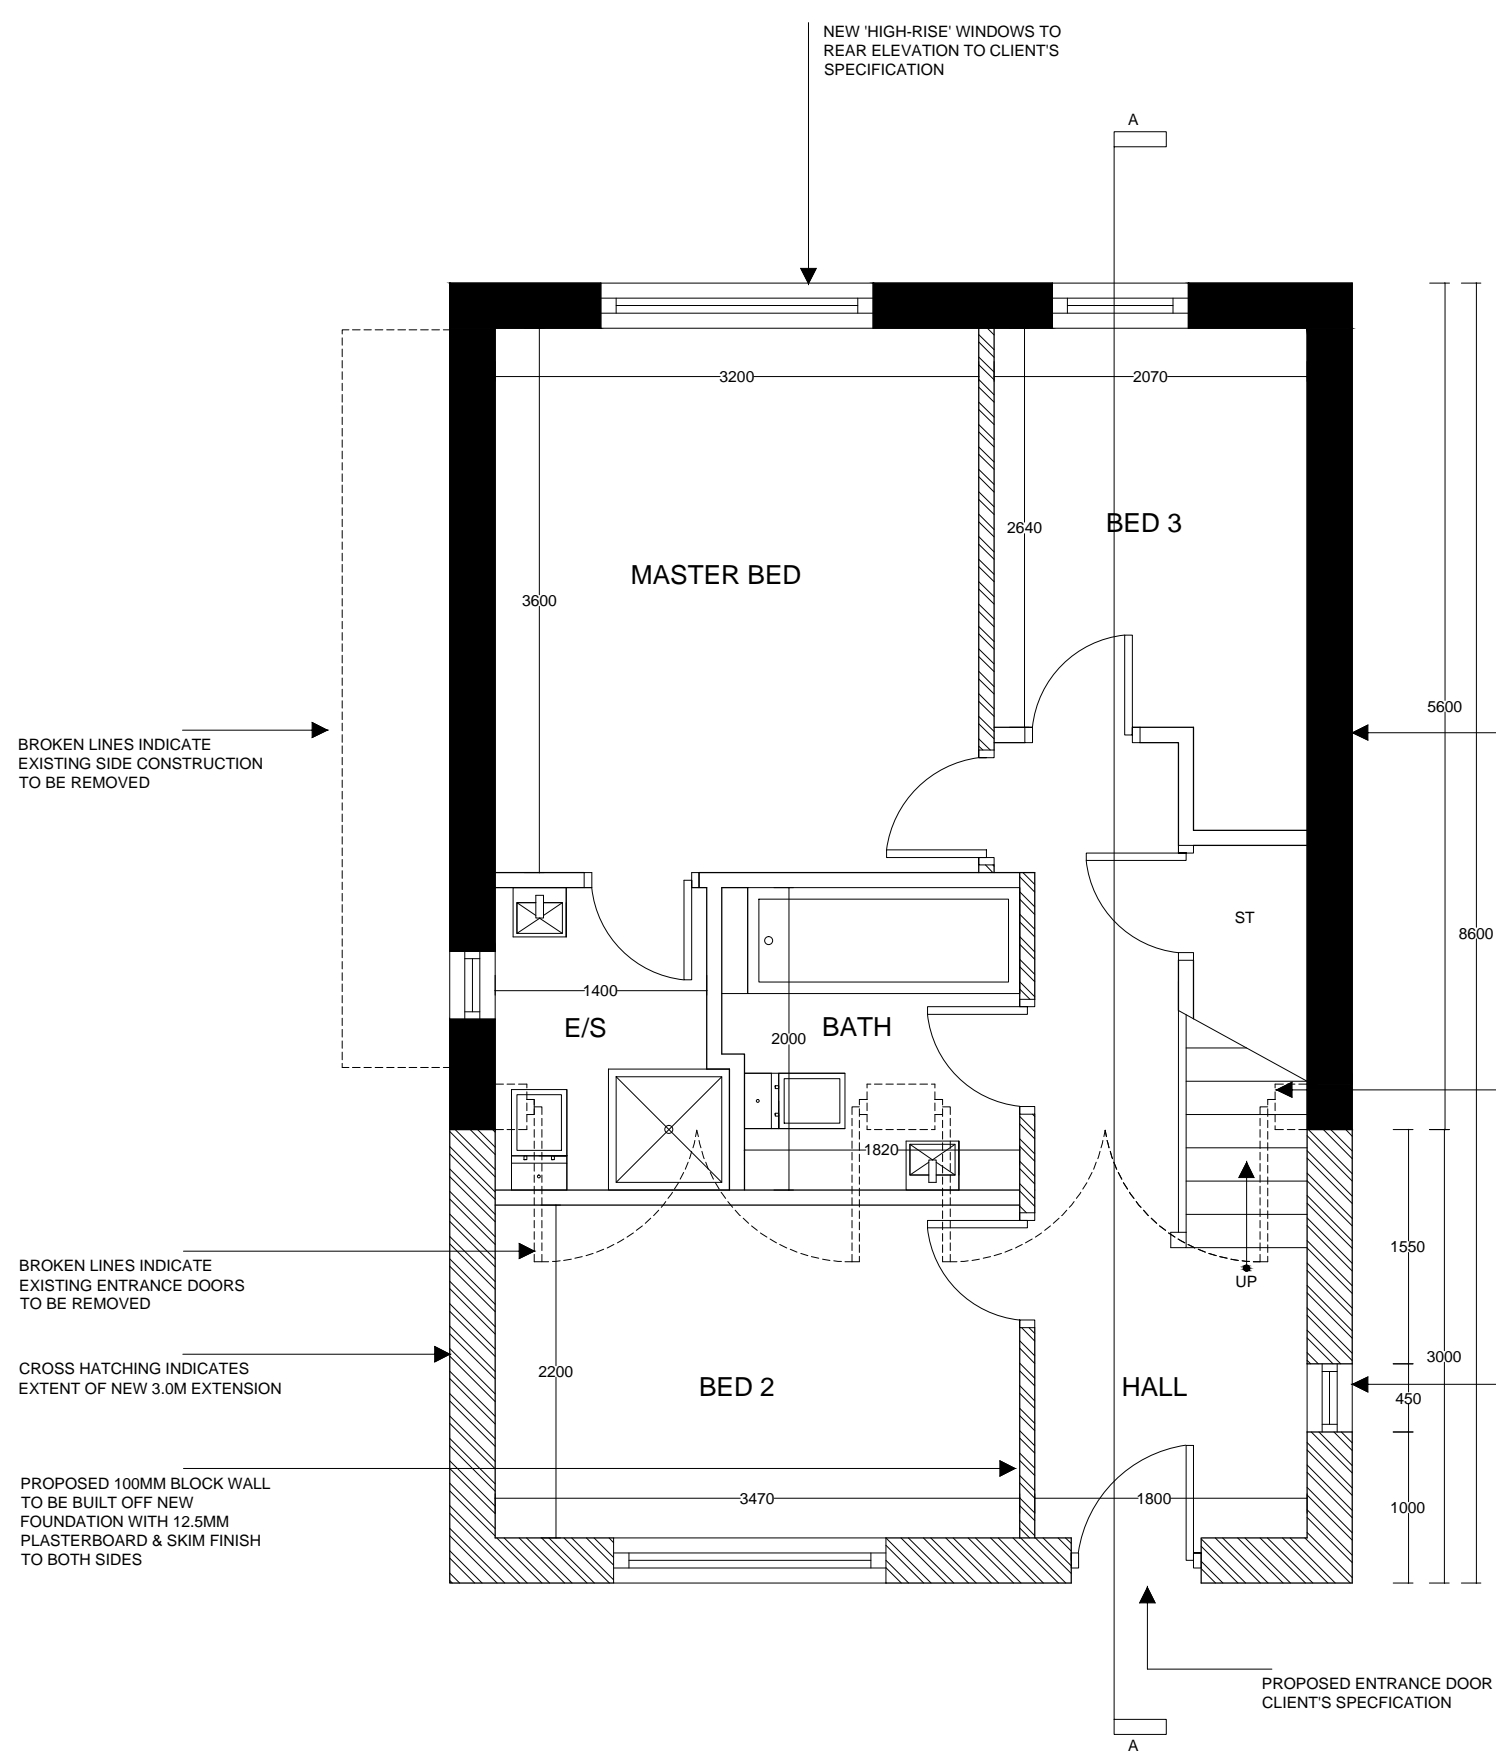 NEW 'HIGH-RISE' WINDOWS TO
REAR ELEVATION TO CLIENT'S
SPECIFICATION
A
3200
2070
2640
BED 3
MASTER BED
3600
5600
BROKEN LINES INDICATE
EXISTING SIDE CONSTRUCTION
TO BE REMOVED
ST
8600
1400
E/S
2000
BATH
1820
BROKEN LINES INDICATE
EXISTING ENTRANCE DOORS
TO BE REMOVED
UP
1550
CROSS HATCHING INDICATES
EXTENT OF NEW 3.0M EXTENSION
2200
BED 2
HALL
3000
450
PROPOSED 100MM BLOCK WALL
TO BE BUILT OFF NEW
FOUNDATION WITH 12.5MM
PLASTERBOARD & SKIM FINISH
TO BOTH SIDES
3470
1800
1000
PROPOSED ENTRANCE DOOR
CLIENT'S SPECFICATION
A